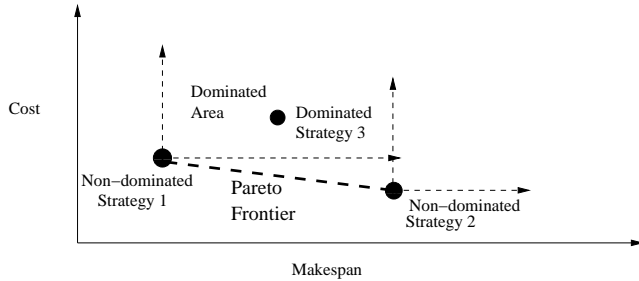 Cost
Dominated
Area
Dominated
Strategy 3
Non−dominated
Strategy 1
Pareto
Frontier
Non−dominated
Strategy 2
Makespan